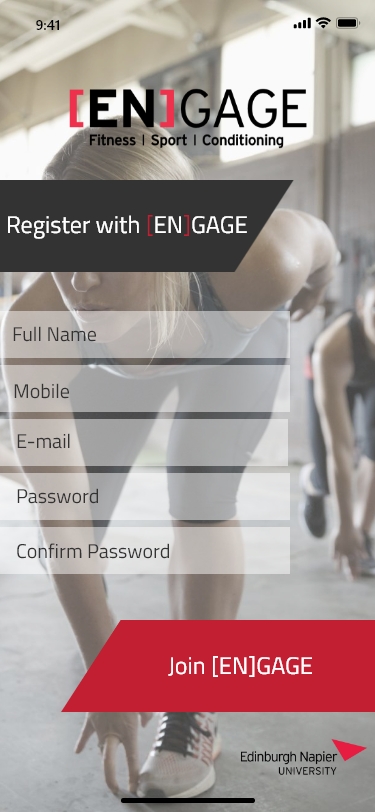 9:41
[EN]GAGE
Fitness | Sport | Conditioning
Register with [EN]GAGE
Full Name
Mobile
E-mail
Password
Confirm Password
Join [EN]GAGE
Edinburgh Napier
UNIVERSITY